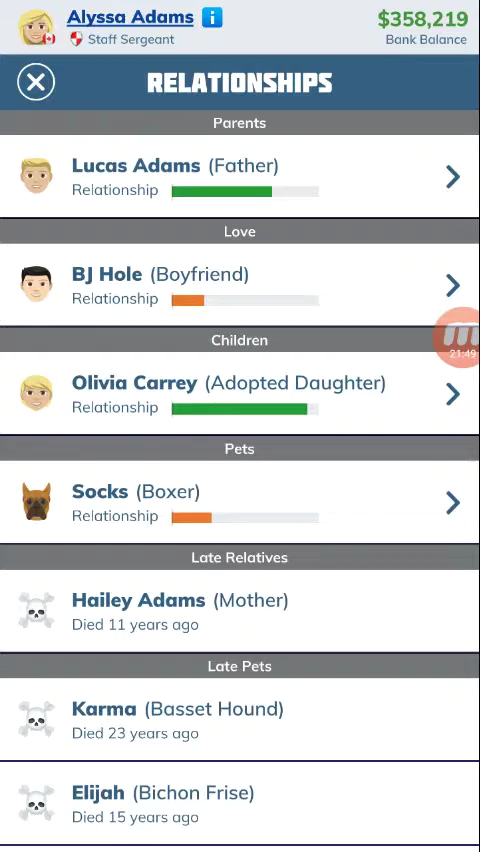 Alyssa Adams i
$358,219
Staff Sergeant
Bank Balance
RELATIONSHIPS
Parents
Lucas Adams (Father)
Relationship
Love
BJ Hole (Boyfriend)
Relationship
Children
21:49
Olivia Carrey (Adopted Daughter)
Relationship
Pets
Socks (Boxer)
Relationship
Late Relatives
Hailey Adams (Mother)
Died 11 years ago
Late Pets
Karma (Basset Hound)
Died 23 years ago
Elijah (Bichon Frise)
Died 15 years ago